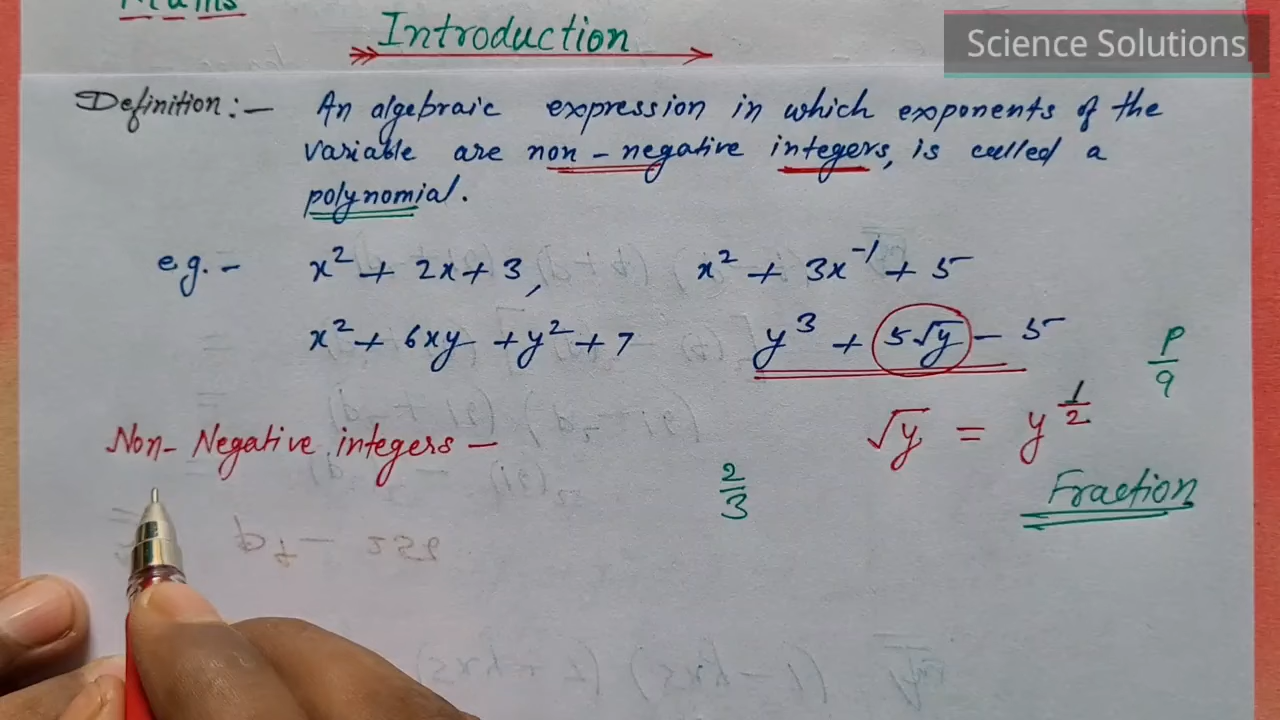 Maths
Introduction
Science Solutions
Definition:- An algebraic expression in which exponents of the
variable are non-negative integers, is called a
polynomial.
e.g.- x² + 2x + 3, x² + 3x⁻¹ + 5
x² + 6xy + y² + 7 y³ + 5√y - 5
p/q
√y = y^1/2
Non-Negative integers -
2/3
Fraction